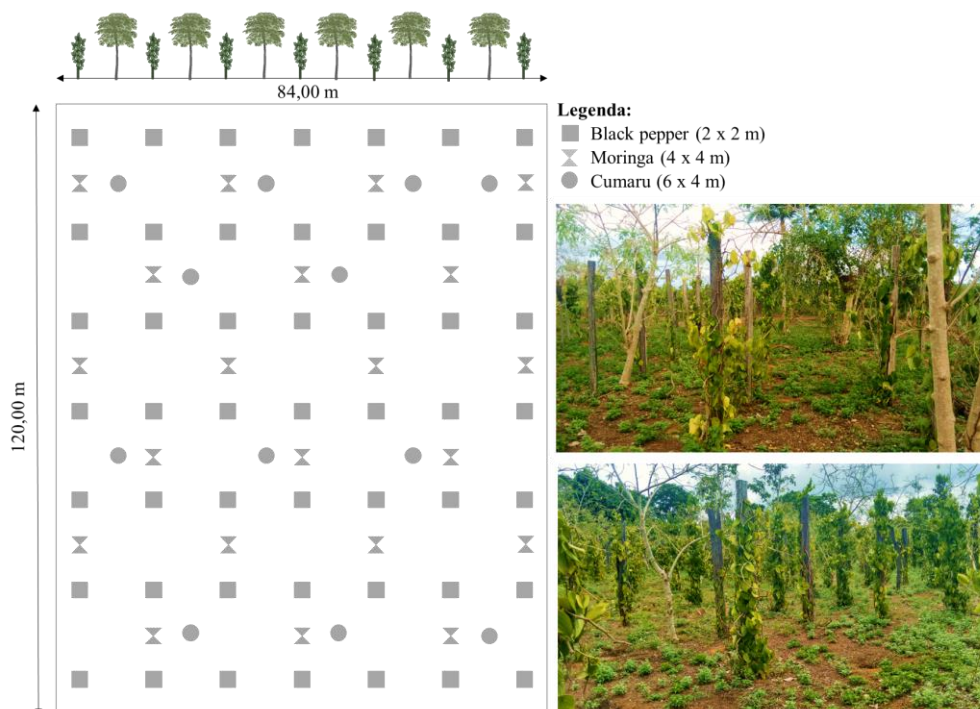 84,00 m
Legenda:
Black pepper (2 x 2 m)
Moringa (4 x 4 m)
Cumaru (6 x 4 m)
120,00 m